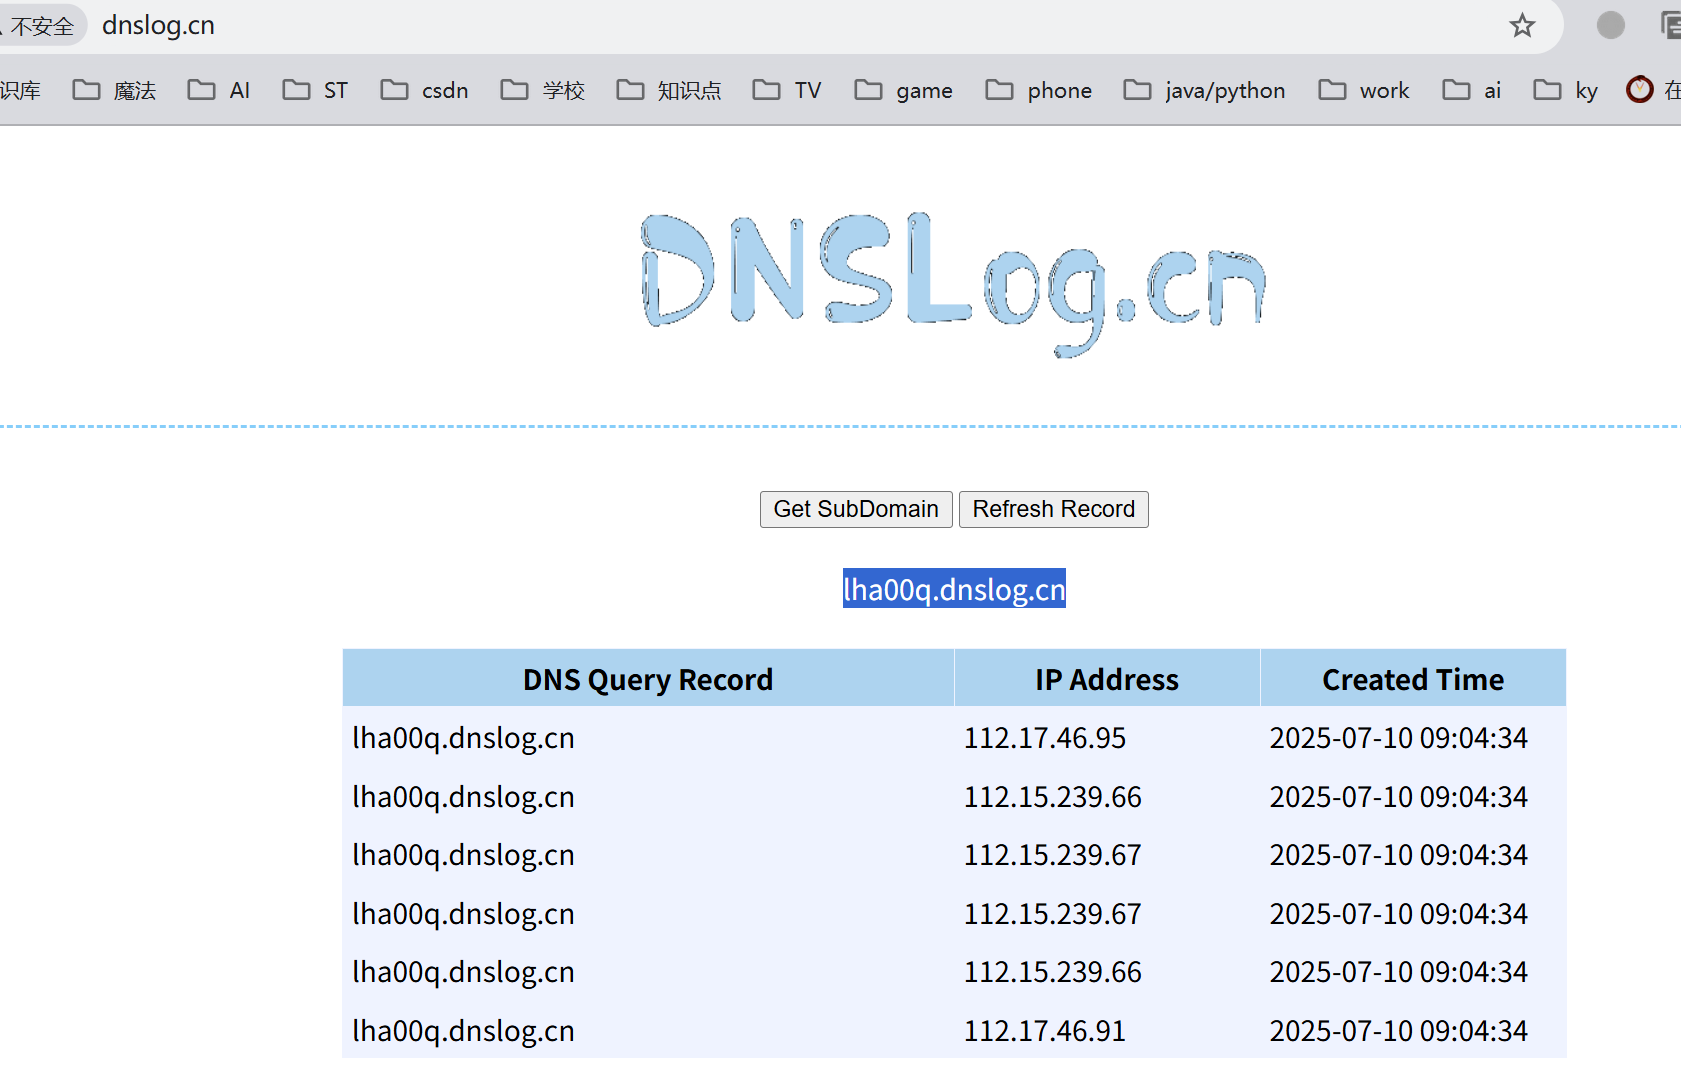 不安全 dnslog.cn
识库 魔法 AI ST csdn 学校 知识点 TV game phone java/python work ai ky 在
DNSLog.cn
Get SubDomain Refresh Record
lha00q.dnslog.cn
DNS Query Record IP Address Created Time
lha00q.dnslog.cn 112.17.46.95 2025-07-10 09:04:34
lha00q.dnslog.cn 112.15.239.66 2025-07-10 09:04:34
lha00q.dnslog.cn 112.15.239.67 2025-07-10 09:04:34
lha00q.dnslog.cn 112.15.239.67 2025-07-10 09:04:34
lha00q.dnslog.cn 112.15.239.66 2025-07-10 09:04:34
lha00q.dnslog.cn 112.17.46.91 2025-07-10 09:04:34